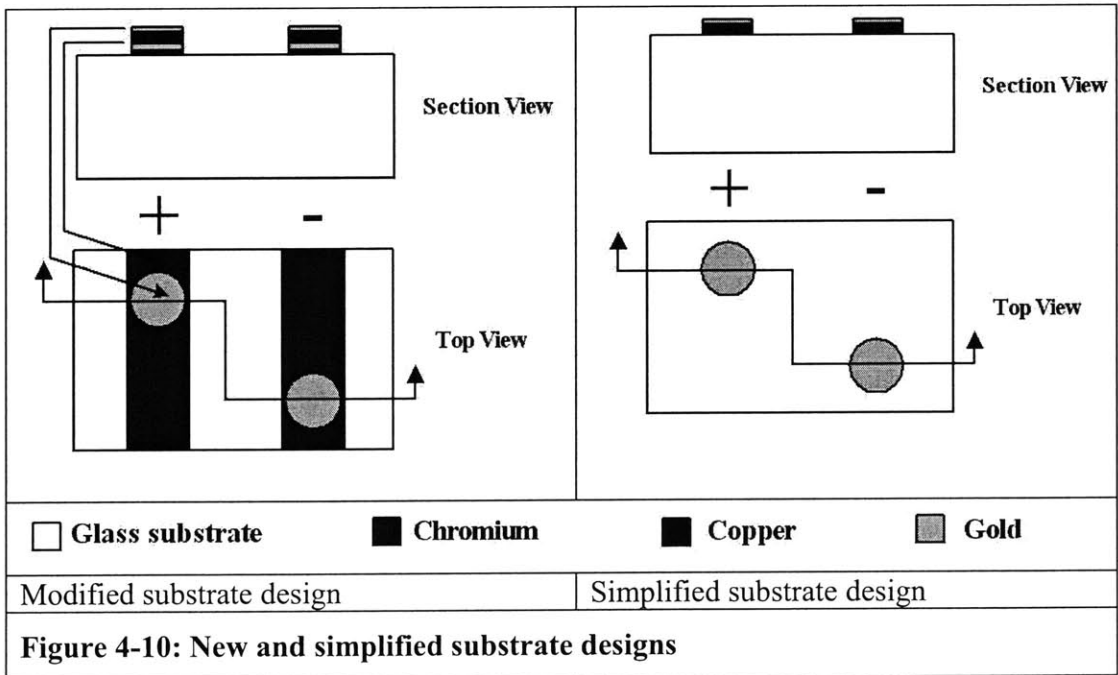 Section View
+ -
Top View
Section View
+ -
Top View
Glass substrate Chromium Copper Gold
Modified substrate design Simplified substrate design
Figure 4-10: New and simplified substrate designs